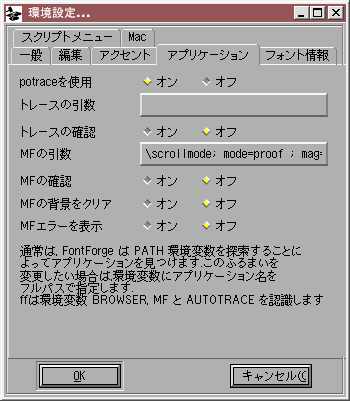 環境設定...
スクリプトメニュー Mac
一般 編集 アクセント アプリケーション フォント情報
potraceを使用 オン オフ
トレースの引数
トレースの確認 オン オフ
MFの引数 \scrollmode; mode=proof ; mag=
MFの確認 オン オフ
MFの背景をクリア オン オフ
MFエラーを表示 オン オフ
通常は, FontForge は PATH 環境変数を探索することに
よってアプリケーションを見つけます.このふるまいを
変更したい場合は,環境変数にアプリケーション名を
フルパスで指定します.
ffは環境変数 BROWSER, MF と AUTOTRACE を認識します
OK キャンセル(C